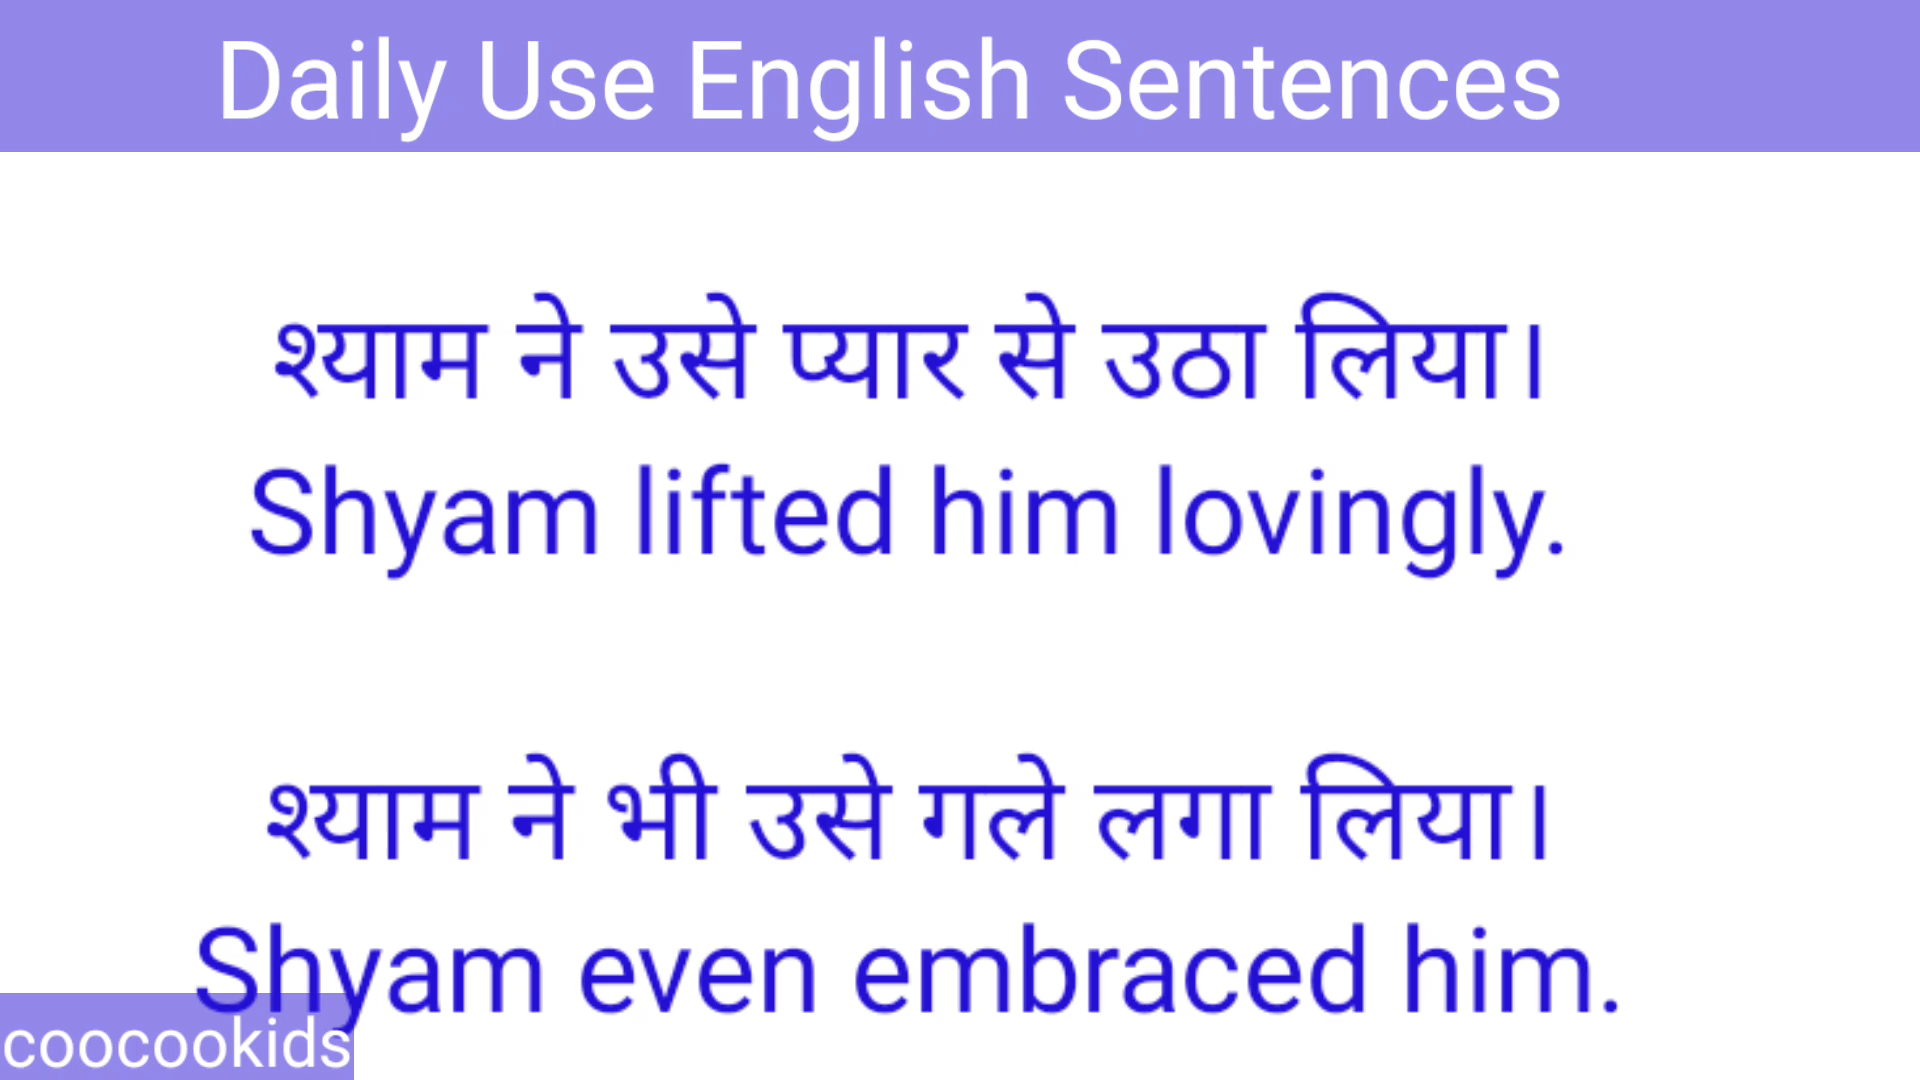 Daily Use English Sentences
श्याम ने उसे प्यार से उठा लिया।
Shyam lifted him lovingly.
श्याम ने भी उसे गले लगा लिया।
Shyam even embraced him.
coocookids